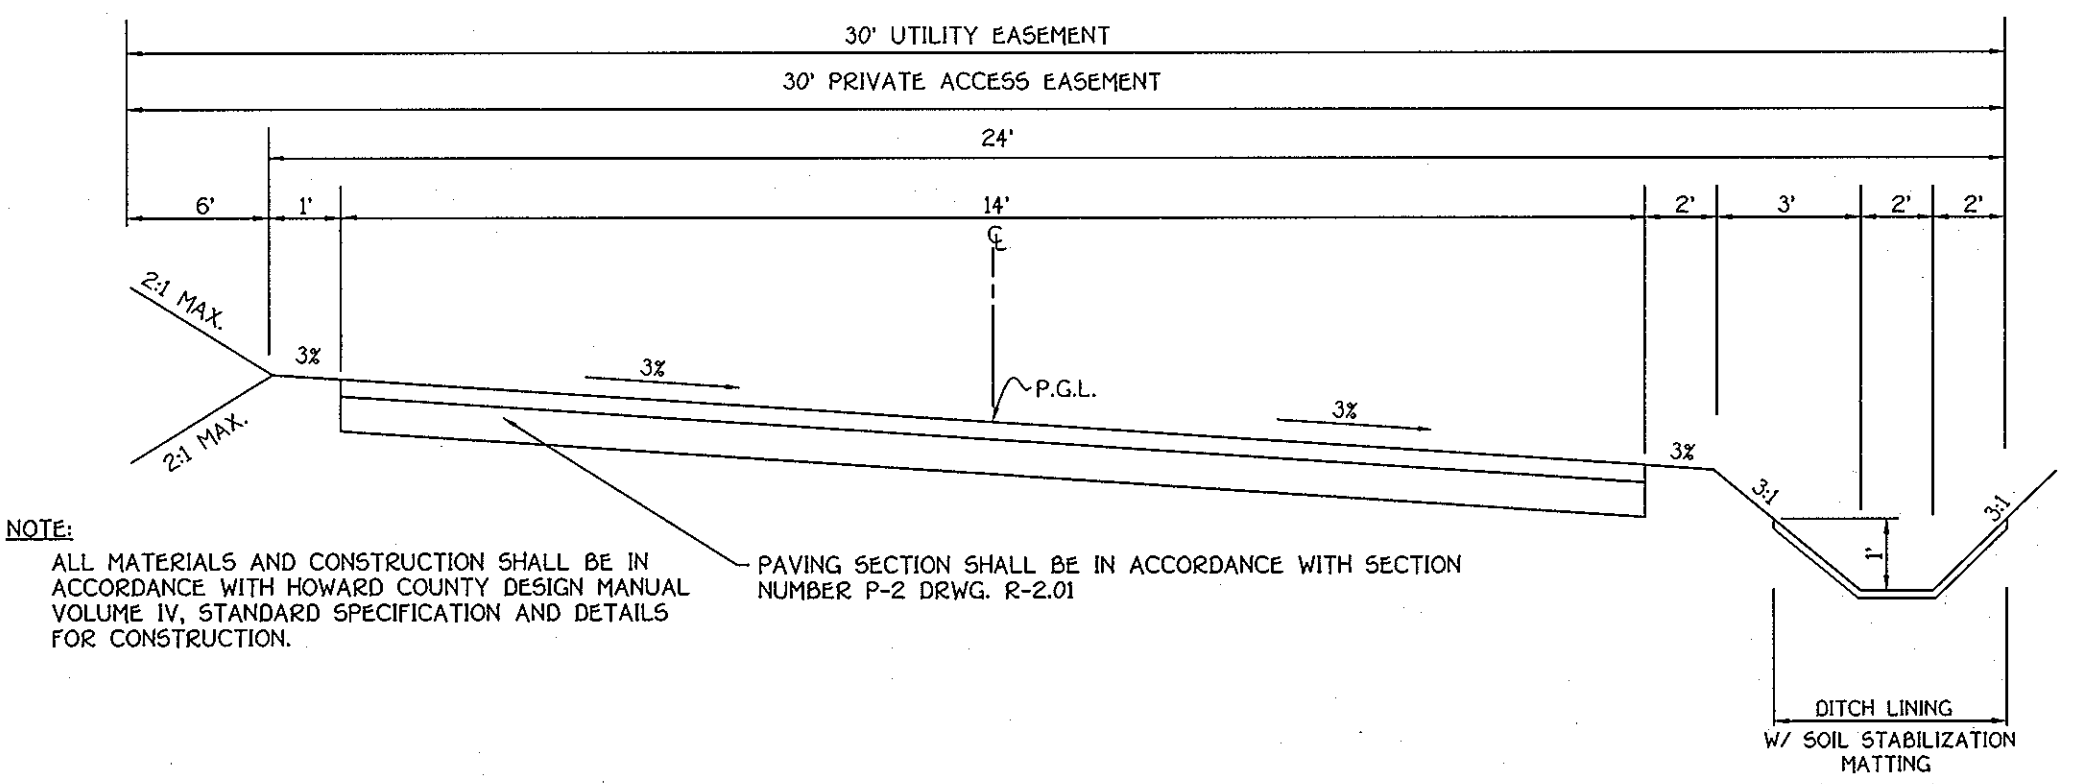 30' UTILITY EASEMENT
30' PRIVATE ACCESS EASEMENT
24'
6' 1' 14' 2' 3' 2' 2'
℄
2:1 MAX.
3%
3%
P.G.L.
3%
2:1 MAX.
3%
3:1
3:1
1'
NOTE:
ALL MATERIALS AND CONSTRUCTION SHALL BE IN
ACCORDANCE WITH HOWARD COUNTY DESIGN MANUAL
VOLUME IV, STANDARD SPECIFICATION AND DETAILS
FOR CONSTRUCTION.
PAVING SECTION SHALL BE IN ACCORDANCE WITH SECTION
NUMBER P-2 DRWG. R-2.01
DITCH LINING
W/ SOIL STABILIZATION
MATTING